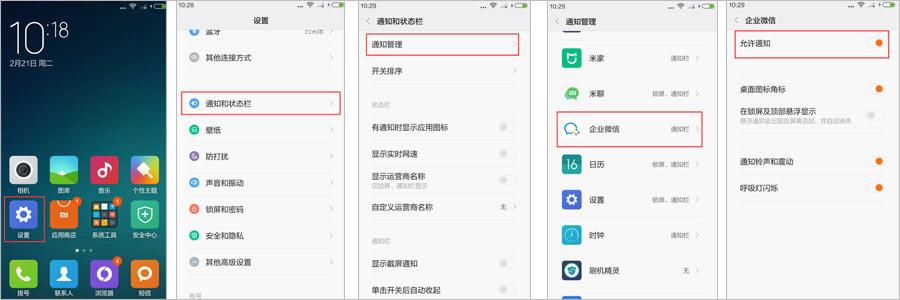 10:18
2月21日 周二
相机
图库
音乐
个性主题
设置
1
应用商店
1
系统工具
安全中心
拨号
联系人
4
浏览器
短信
10:28
设置
蓝牙
已关闭
其他连接方式
通知和状态栏
壁纸
防打扰
声音和振动
锁屏和密码
安全和隐私
其他高级设置
账号
10:29
通知和状态栏
通知管理
开关排序
状态栏
有通知时显示应用图标
显示实时网速
显示运营商名称
仅锁屏、通知栏显示
自定义运营商名称
无
通知栏
显示截屏通知
单击开关后自动收起
10:29
通知管理
米家
通知栏
米聊
锁屏、通知栏
企业微信
通知栏
16
日历
锁屏、通知栏
设置
锁屏、通知栏
时钟
通知栏
刷机精灵
无
10:29
企业微信
允许通知
桌面图标角标
在锁屏及顶部悬浮显示
悬浮通知会出现在屏幕顶部，并自动消失
通知铃声和震动
呼吸灯闪烁